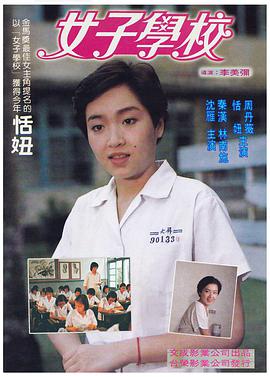 女子學校
導演：李美彌
以「女子學校」獲得今年
金馬獎最佳女主角提名的
恬妞
周丹薇
恬妞
秦漢 林南施
沈雁 主演
90133
文成影業公司出品
台榮影業公司發行